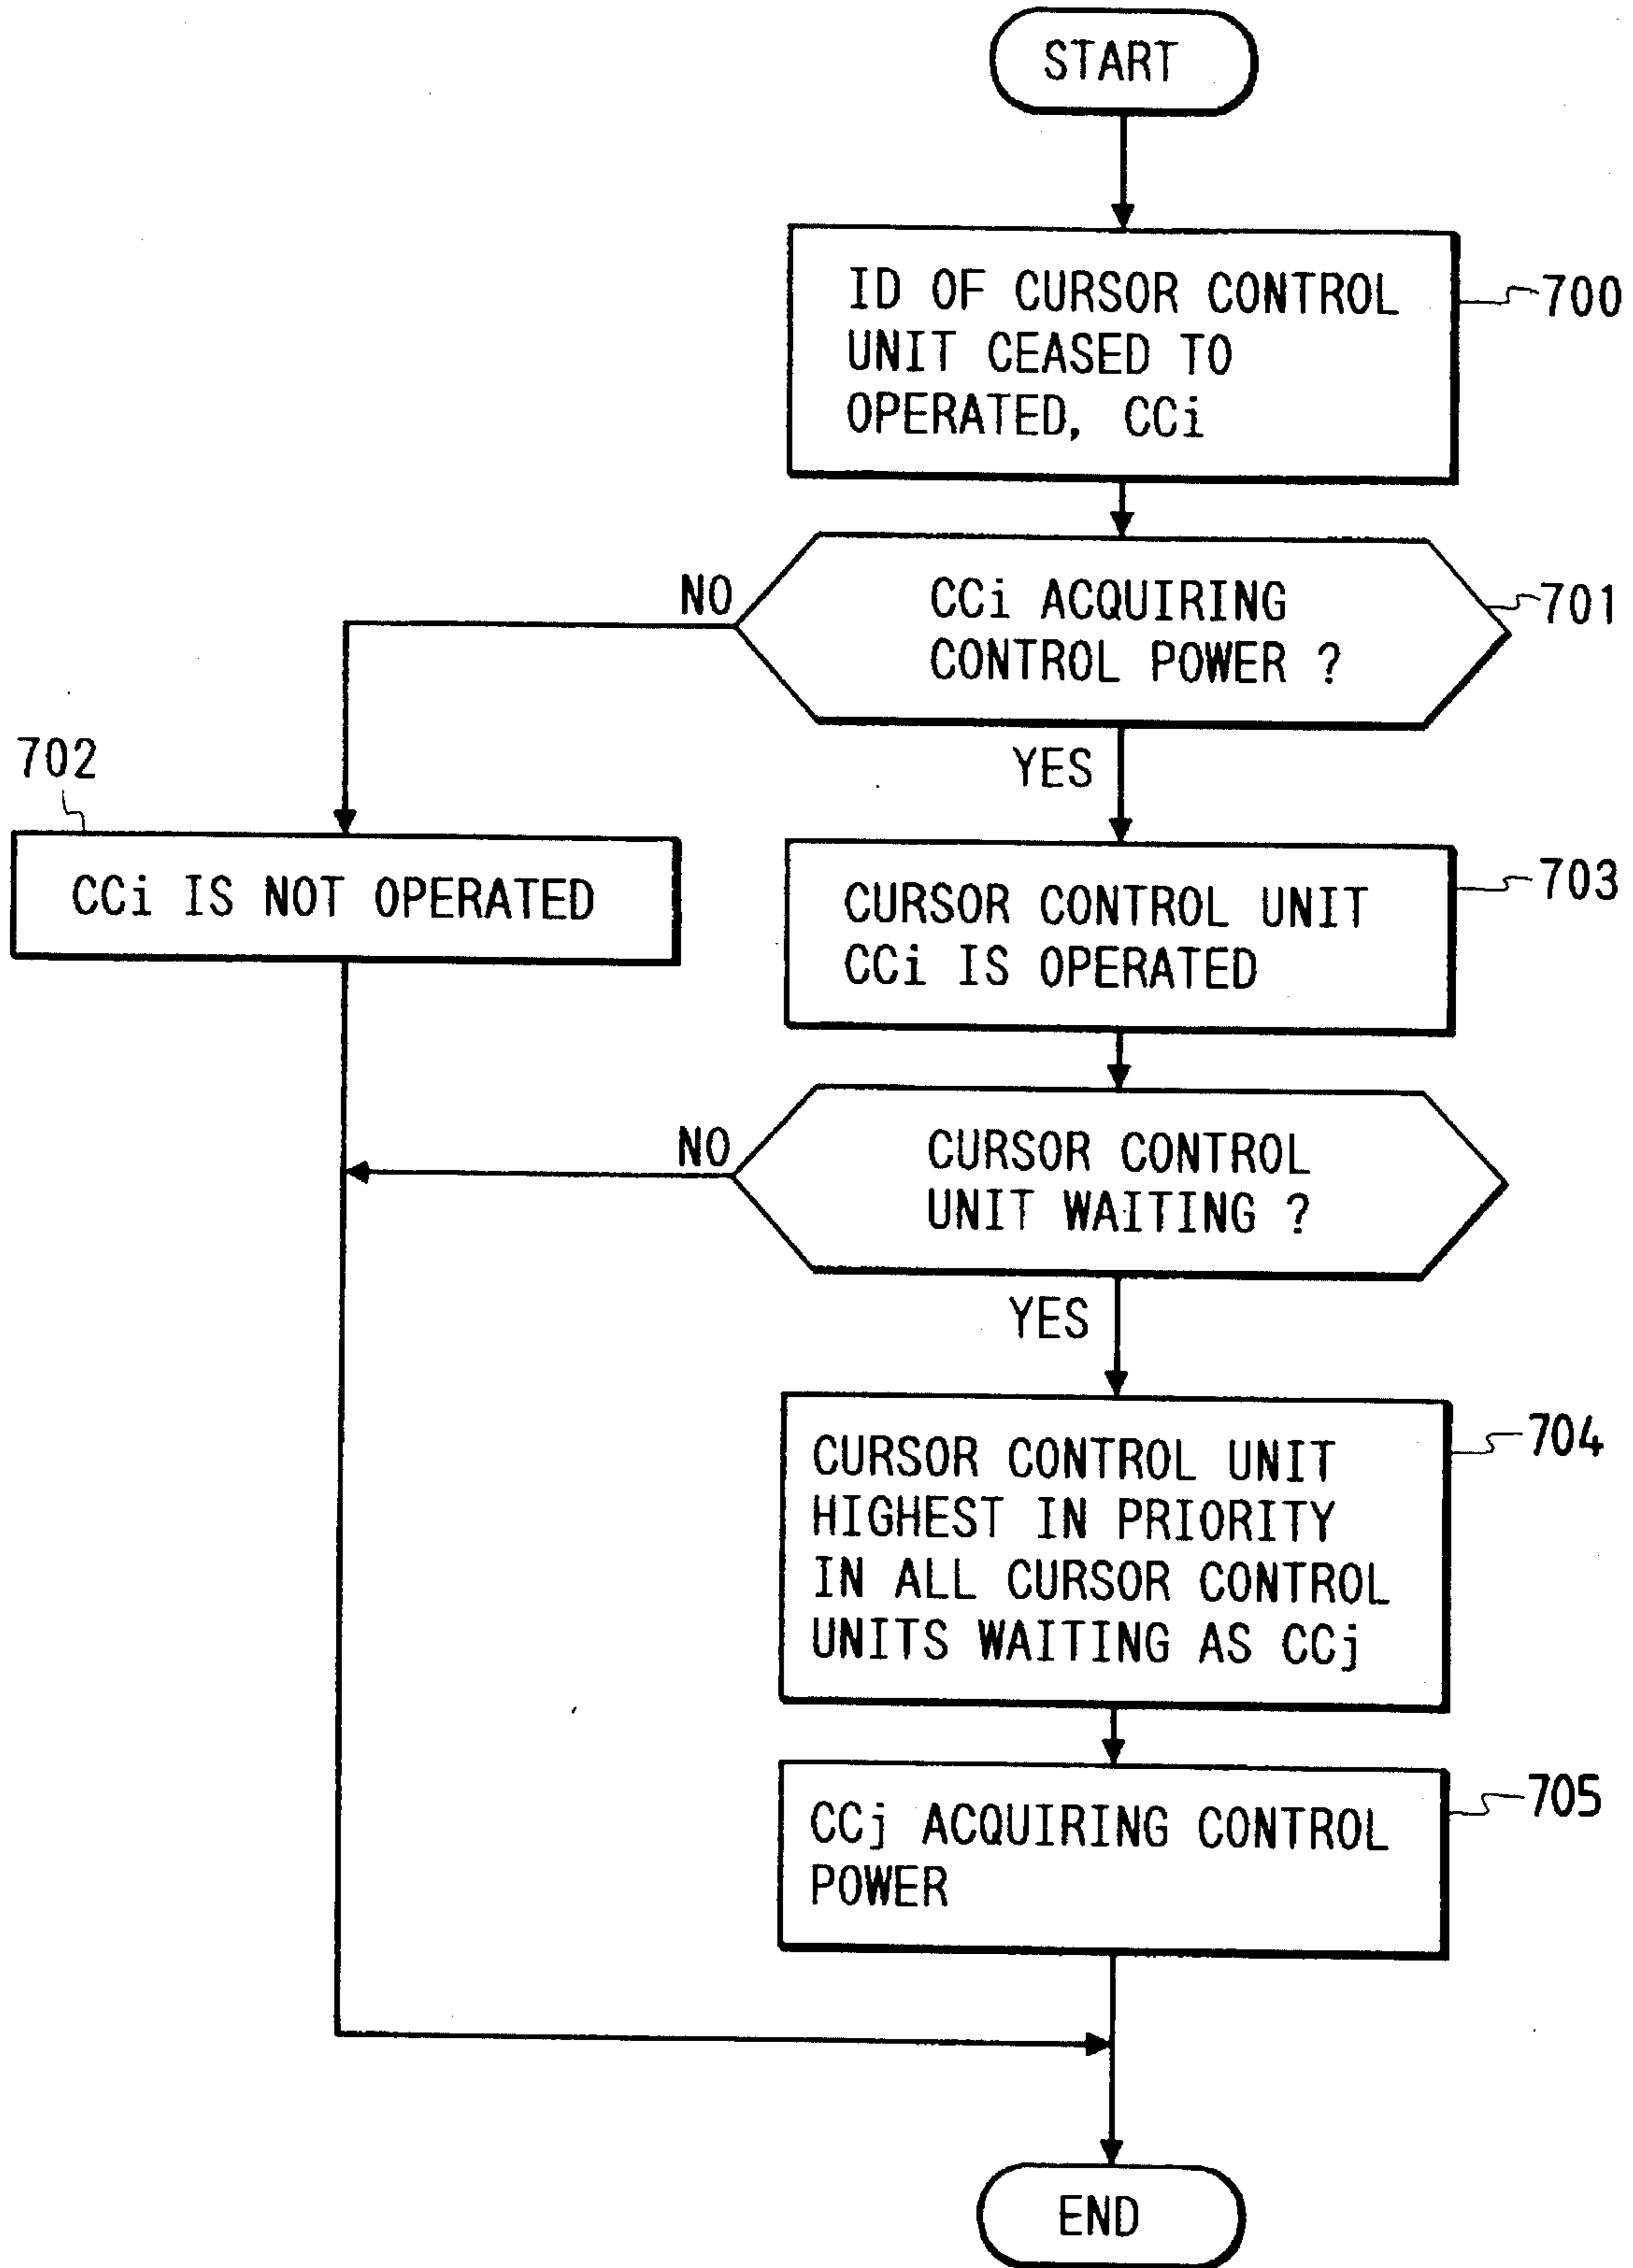 START
ID OF CURSOR CONTROL
UNIT CEASED TO
OPERATED, CCi
700
CCi ACQUIRING
CONTROL POWER ?
701
NO
YES
702
CCi IS NOT OPERATED
CURSOR CONTROL UNIT
CCi IS OPERATED
703
CURSOR CONTROL
UNIT WAITING ?
NO
YES
CURSOR CONTROL UNIT
HIGHEST IN PRIORITY
IN ALL CURSOR CONTROL
UNITS WAITING AS CCj
704
CCj ACQUIRING CONTROL
POWER
705
END